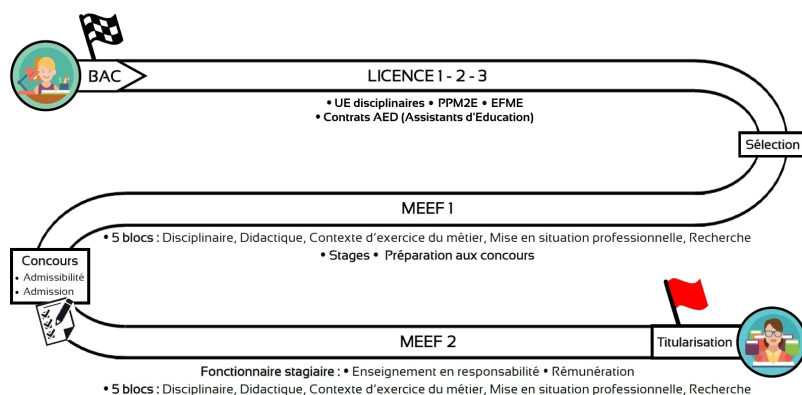 BAC
LICENCE 1 - 2 - 3
• UE disciplinaires • PPM2E • EFME
• Contrats AED (Assistants d'Education)
Sélection
MEEF 1
• 5 blocs : Disciplinaire, Didactique, Contexte d'exercice du métier, Mise en situation professionnelle, Recherche
• Stages • Préparation aux concours
Concours
• Admissibilité
• Admission
MEEF 2
Titularisation
Fonctionnaire stagiaire : • Enseignement en responsabilité • Rémunération
• 5 blocs : Disciplinaire, Didactique, Contexte d'exercice du métier, Mise en situation professionnelle, Recherche